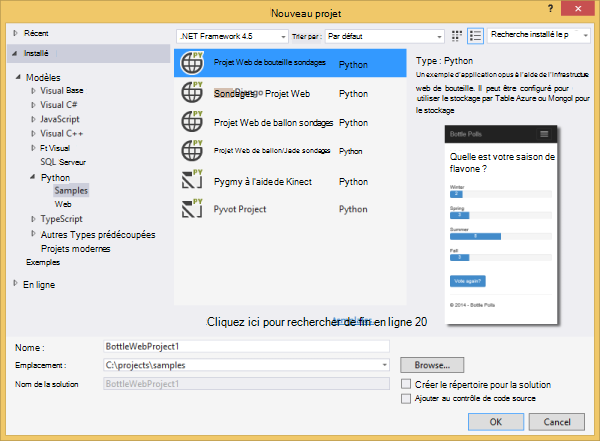 Nouveau projet
Récent
.NET Framework 4.5
Trier par :
Par défaut
Recherche installé le p
Installé
Modèles
Visual Base
Visual C#
JavaScript
Visual C++
Ft Visual
SQL Serveur
Python
Samples
Web
TypeScript
Autres Types prédécoupées
Projets modernes
Exemples
En ligne
Projet Web de bouteille sondages Python
Sondages Projet Web Python
Projet Web de ballon sondages Python
Projet Web de ballon/Jade sondages Python
Pygmy à l'aide de Kinect Python
Pyvot Project Python
Cliquez ici pour rechercher de fin en ligne 20
Type : Python
Un exemple d'application opus à l'aide de l'infrastructure
web de bouteille. Il peut être configuré pour
utiliser le stockage par Table Azure ou Mongol pour
le stockage
Bottle Polls
Quelle est votre saison de
flavone ?
Winter
2
Spring
2
Summer
Fall
Vote again?
© 2014 - Bottle Polls
Nome :
BottleWebProject1
Emplacement :
C:\projects\samples
Browse...
Nom de la solution
BottleWebProject1
Créer le répertoire pour la solution
Ajouter au contrôle de code source
OK
Cancel